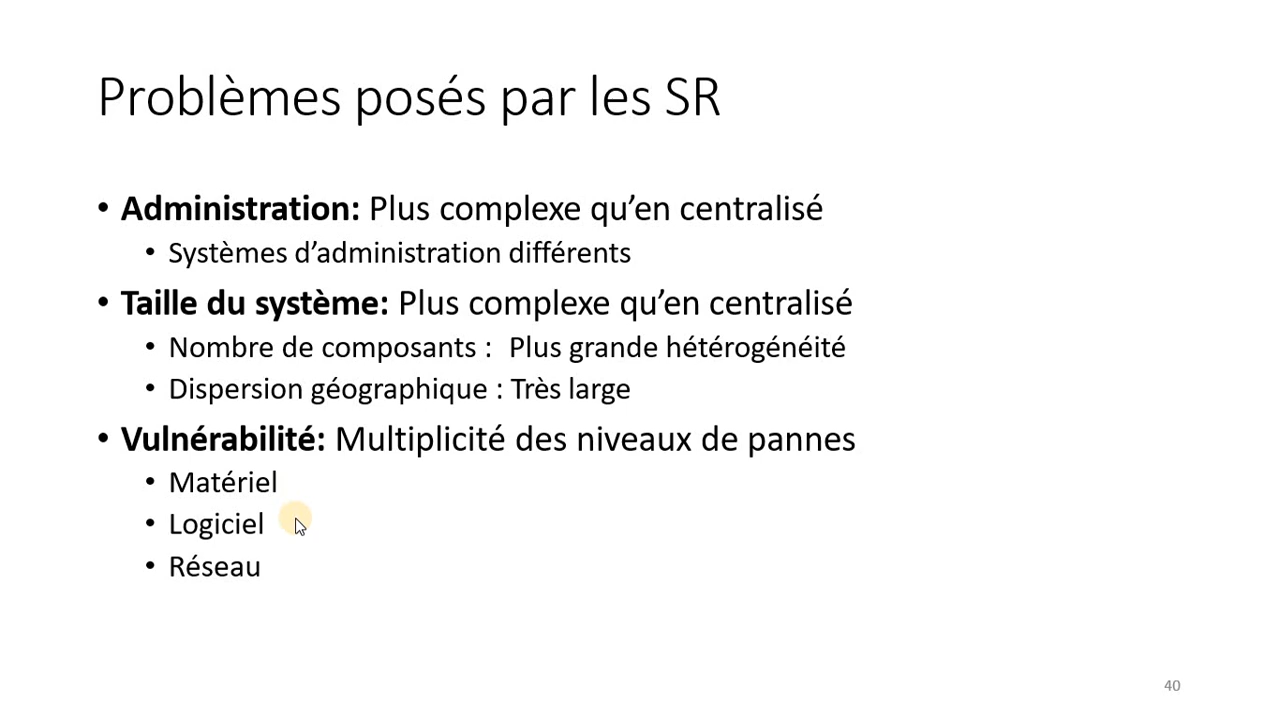 Problèmes posés par les SR
• Administration: Plus complexe qu’en centralisé
• Systèmes d’administration différents
• Taille du système: Plus complexe qu’en centralisé
• Nombre de composants :  Plus grande hétérogénéité
• Dispersion géographique : Très large
• Vulnérabilité: Multiplicité des niveaux de pannes
• Matériel
• Logiciel
• Réseau
40